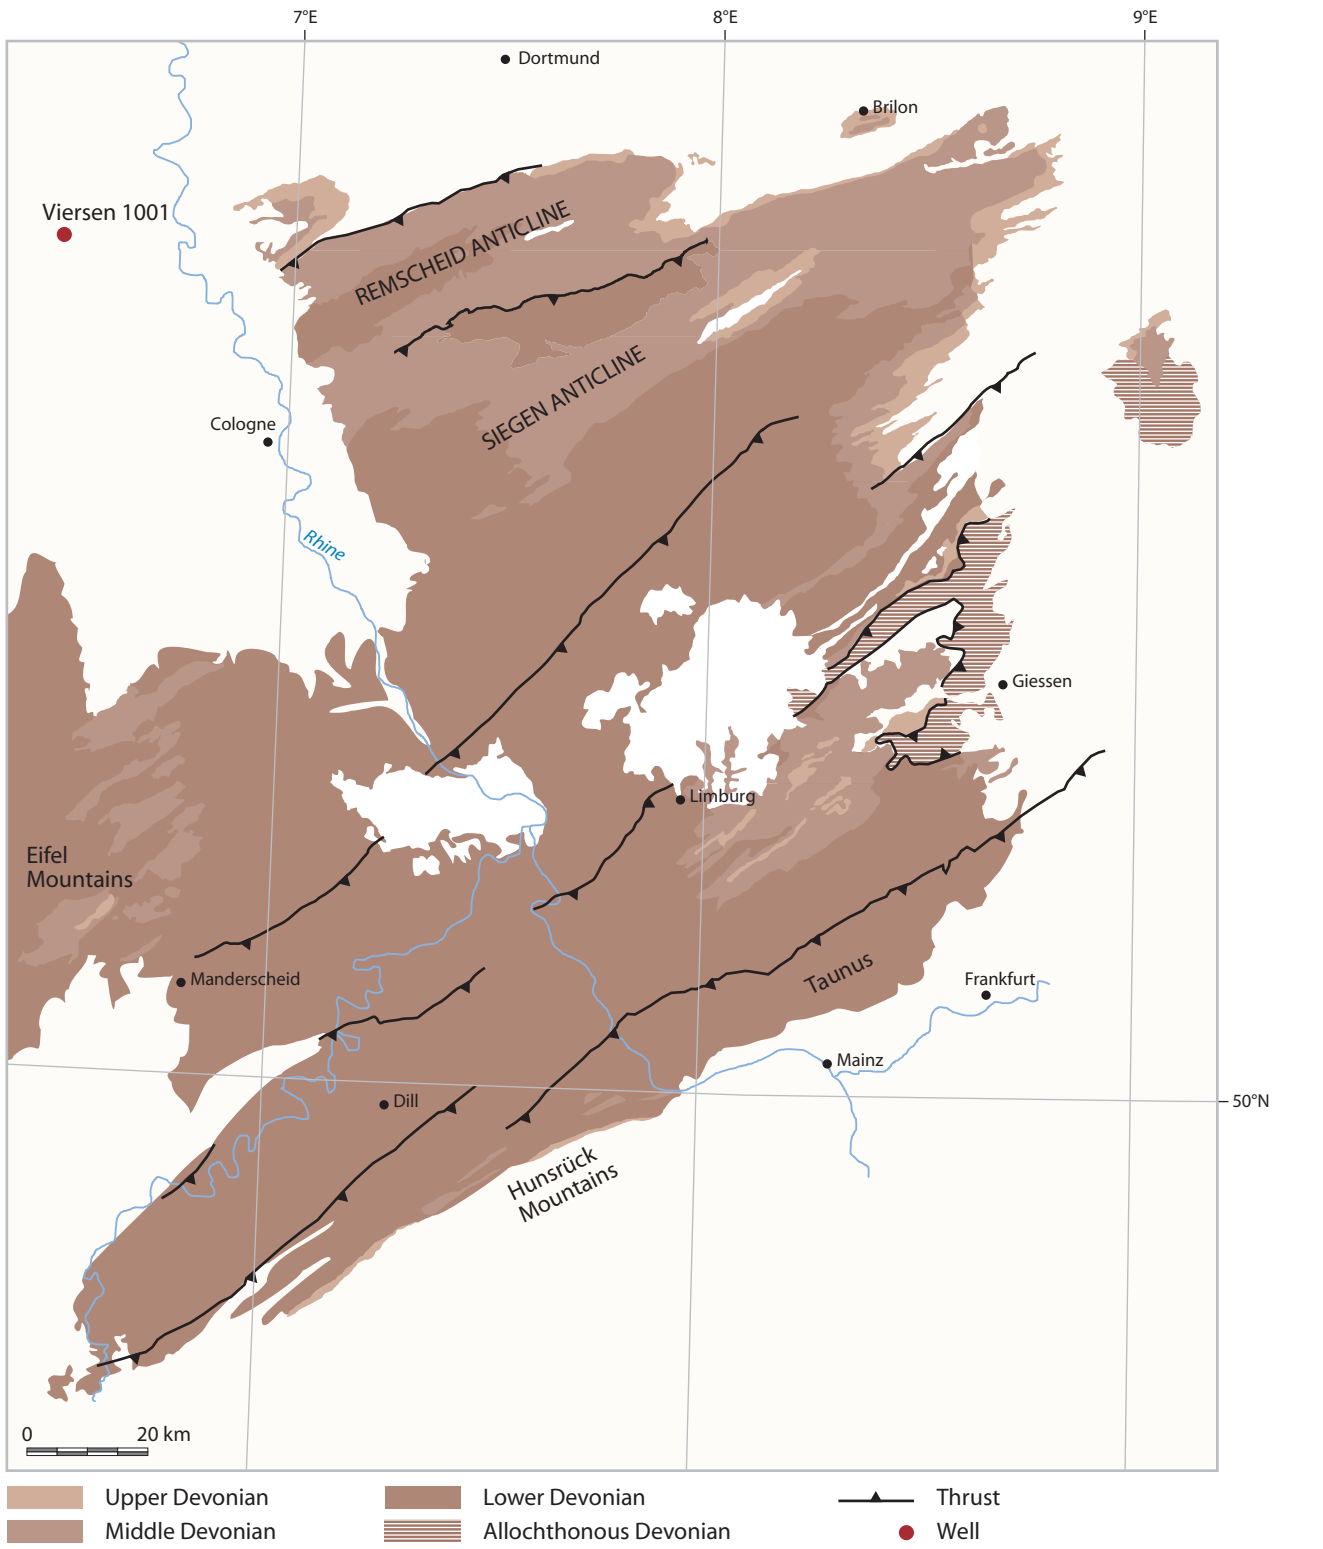 7°E
8°E
9°E
Dortmund
Brilon
Viersen 1001
REMSCHEID ANTICLINE
SIEGEN ANTICLINE
Cologne
Rhine
Giessen
Limburg
Eifel
Mountains
Manderscheid
Taunus
Frankfurt
Mainz
Dill
50°N
Hunsrück
Mountains
0 20 km
Upper Devonian
Lower Devonian
Thrust
Middle Devonian
Allochthonous Devonian
Well